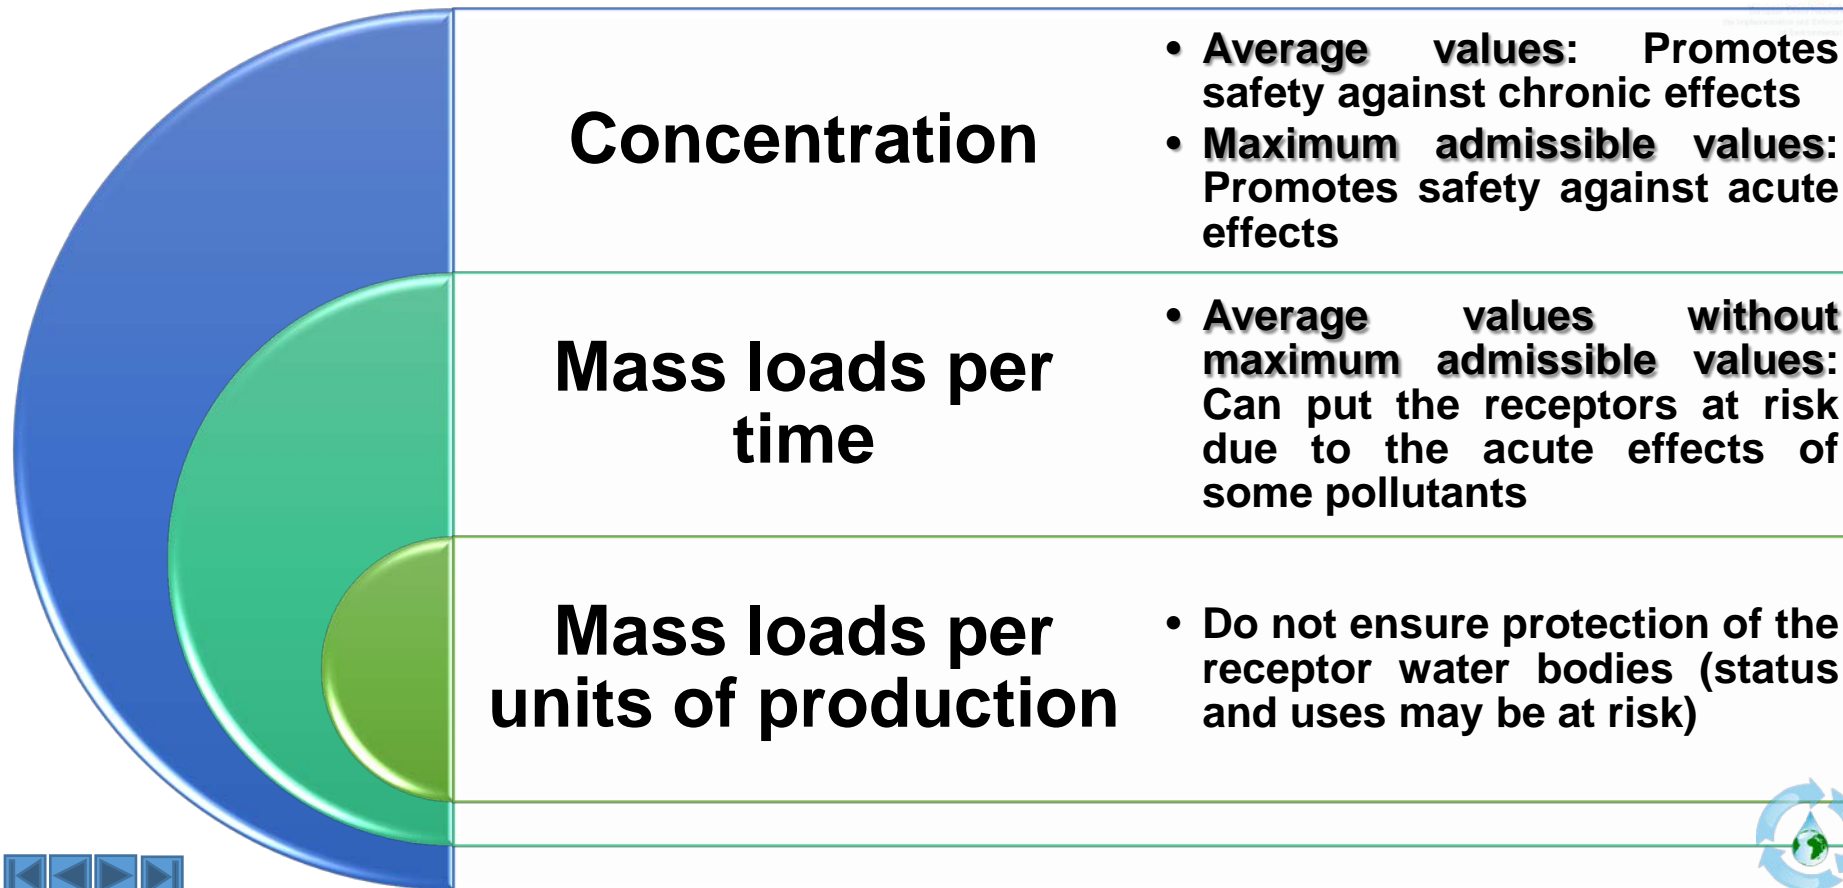 Concentration
• Average values: Promotes
safety against chronic effects
• Maximum admissible values:
Promotes safety against acute
effects
Mass loads per
time
• Average values without
maximum admissible values:
Can put the receptors at risk
due to the acute effects of
some pollutants
Mass loads per
units of production
• Do not ensure protection of the
receptor water bodies (status
and uses may be at risk)